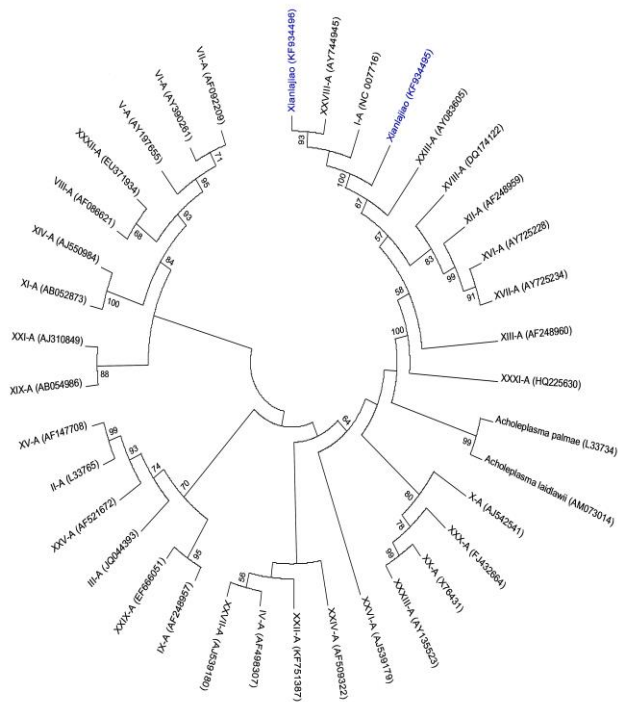 Xianlajiao (KF934496)
XXVIII-A (AY744945)
I-A (NC 007716)
Xianlajiao (KF934495)
XXIII-A (AY083605)
XVIII-A (DQ174122)
XII-A (AF248959)
XVI-A (AY725228)
XVII-A (AY725234)
XIII-A (AF248960)
XXXI-A (HQ225630)
Acholeplasma palmae (L33734)
Acholeplasma laidlawii (AM073014)
X-A (AJ542541)
XXX-A (FJ432664)
XX-A (X76431)
XXXIII-A (AY135523)
XXVI-A (AJ539179)
XXIV-A (AF509322)
XXII-A (KF751387)
IV-A (AF498307)
XXVII-A (AJ539180)
IX-A (AF248957)
XXIX-A (EF666051)
III-A (JQ044393)
XXV-A (AF521672)
II-A (L33765)
XV-A (AF147708)
XIX-A (AB054986)
XXI-A (AJ310849)
XI-A (AB052873)
XIV-A (AJ550984)
VIII-A (AF086621)
XXXII-A (EU371934)
V-A (AY197655)
VI-A (AY390261)
VII-A (AF092209)
93
100
67
57
83
99
91
58
100
99
80
78
99
64
56
70
95
74
93
99
88
100
84
68
93
95
71